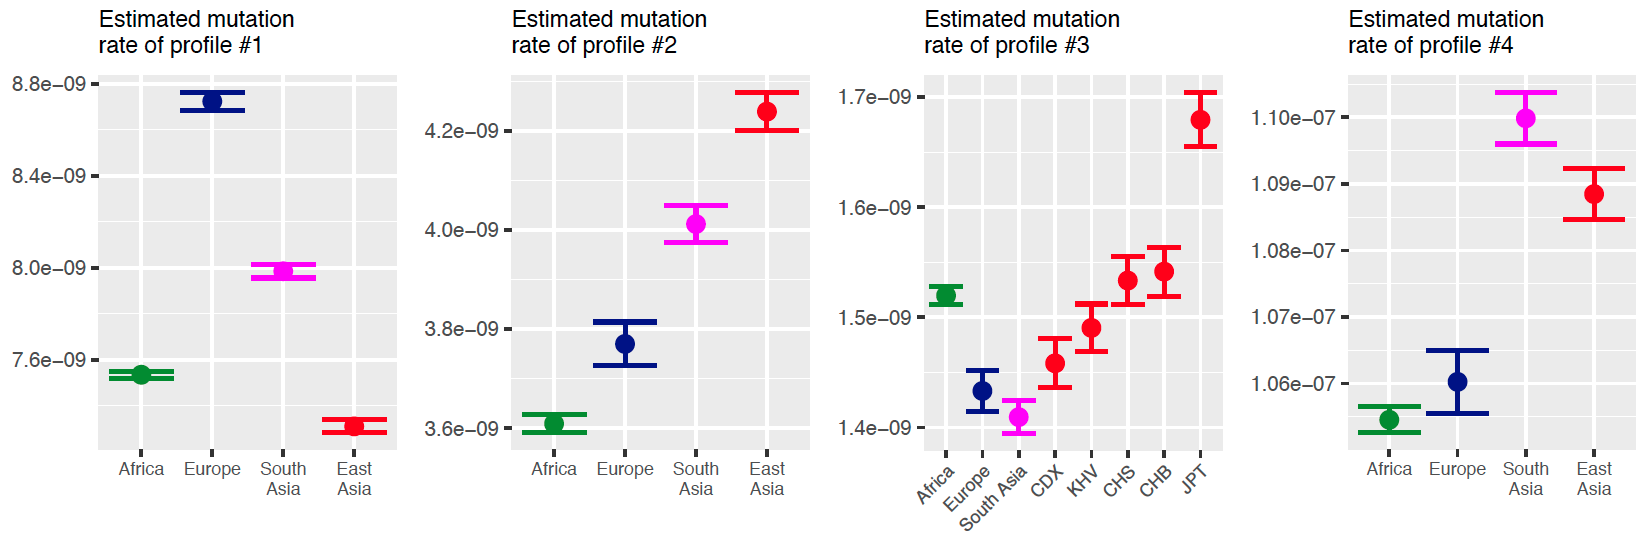 Estimated mutation
rate of profile #1
8.8e−09
8.4e−09
8.0e−09
7.6e−09
Africa
Europe
South
Asia
East
Asia
Estimated mutation
rate of profile #2
4.2e−09
4.0e−09
3.8e−09
3.6e−09
Africa
Europe
South
Asia
East
Asia
Estimated mutation
rate of profile #3
1.7e−09
1.6e−09
1.5e−09
1.4e−09
Africa
Europe
South Asia
CDX
KHV
CHS
CHB
JPT
Estimated mutation
rate of profile #4
1.10e−07
1.09e−07
1.08e−07
1.07e−07
1.06e−07
Africa
Europe
South
Asia
East
Asia